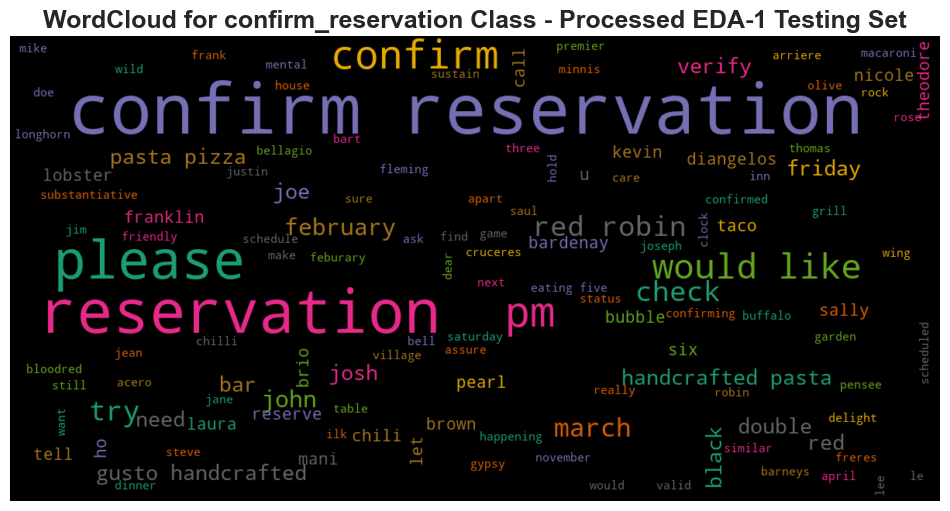 WordCloud for confirm_reservation Class - Processed EDA-1 Testing Set
mike
frank
confirm
premier
arriere
macaroni
theodore
wild
mental
sustain
call
minnis
verify
nicole
doe
house
olive
rock
confirm reservation
rose
longhorn
bart
pasta pizza
bellagio
three
kevin
diangelos
thomas
friday
lobster
justin
fleming
hold
u
care
inn
substantiative
joe
sure
apart
confirmed
grill
franklin
february
saul
red robin
clock
taco
jim
friendly
schedule
ask
find
game
bardenay
joseph
please
make
feburary
dear
cruceres
would like
wing
next
eating five
status
check
reservation
pm
bubble
confirming
buffalo
sally
chilli
bell
saturday
garden
scheduled
jean
brio
village
assure
six
bloodred
still
acero
bar
josh
pearl
handcrafted pasta
pensee
want
try
jane
john
really
robin
need
laura
reserve
table
brown
happening
march
double
delight
ho
ilk
chili
let
black
similar
red
tell
steve
mani
gypsy
november
freres
gusto handcrafted
barneys
april
le
dinner
would
valid
lee